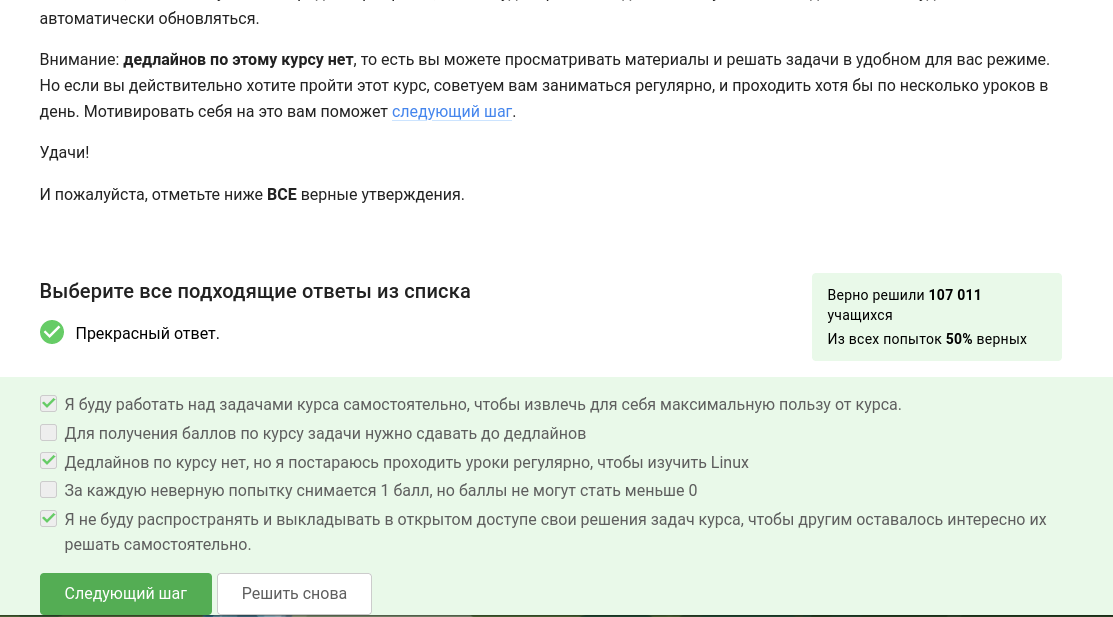 автоматически обновляться.
Внимание: дедлайнов по этому курсу нет, то есть вы можете просматривать материалы и решать задачи в удобном для вас режиме.
Но если вы действительно хотите пройти этот курс, советуем вам заниматься регулярно, и проходить хотя бы по несколько уроков в
день. Мотивировать себя на это вам поможет следующий шаг.
Удачи!
И пожалуйста, отметьте ниже ВСЕ верные утверждения.
Выберите все подходящие ответы из списка
Прекрасный ответ.
Верно решили 107 011
учащихся
Из всех попыток 50% верных
Я буду работать над задачами курса самостоятельно, чтобы извлечь для себя максимальную пользу от курса.
Для получения баллов по курсу задачи нужно сдавать до дедлайнов
Дедлайнов по курсу нет, но я постараюсь проходить уроки регулярно, чтобы изучить Linux
За каждую неверную попытку снимается 1 балл, но баллы не могут стать меньше 0
Я не буду распространять и выкладывать в открытом доступе свои решения задач курса, чтобы другим оставалось интересно их
решать самостоятельно.
Следующий шаг
Решить снова